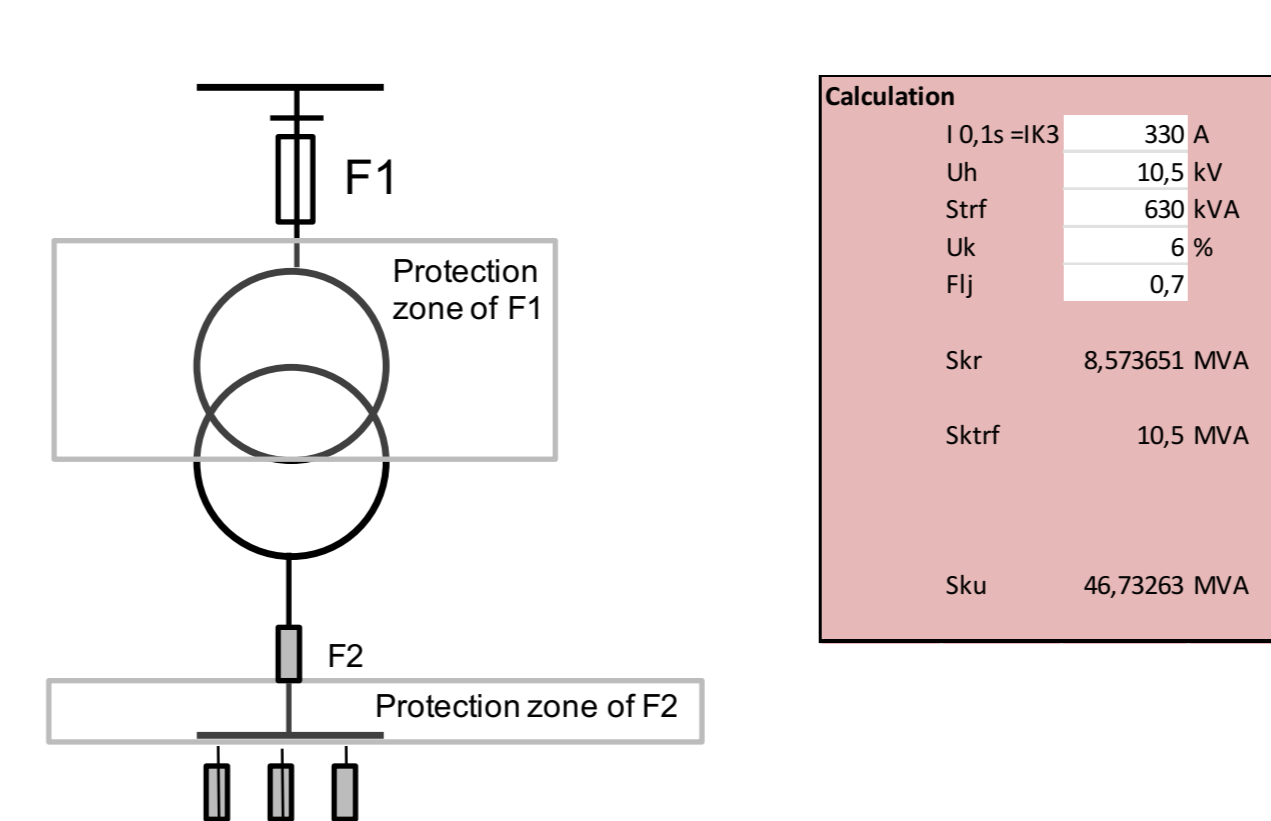 F1
Protection
zone of F1
F2
Protection zone of F2
Calculation
I 0,1s =IK3 330 A
Uh 10,5 kV
Strf 630 kVA
Uk 6 %
Flj 0,7
Skr 8,573651 MVA
Sktrf 10,5 MVA
Sku 46,73263 MVA